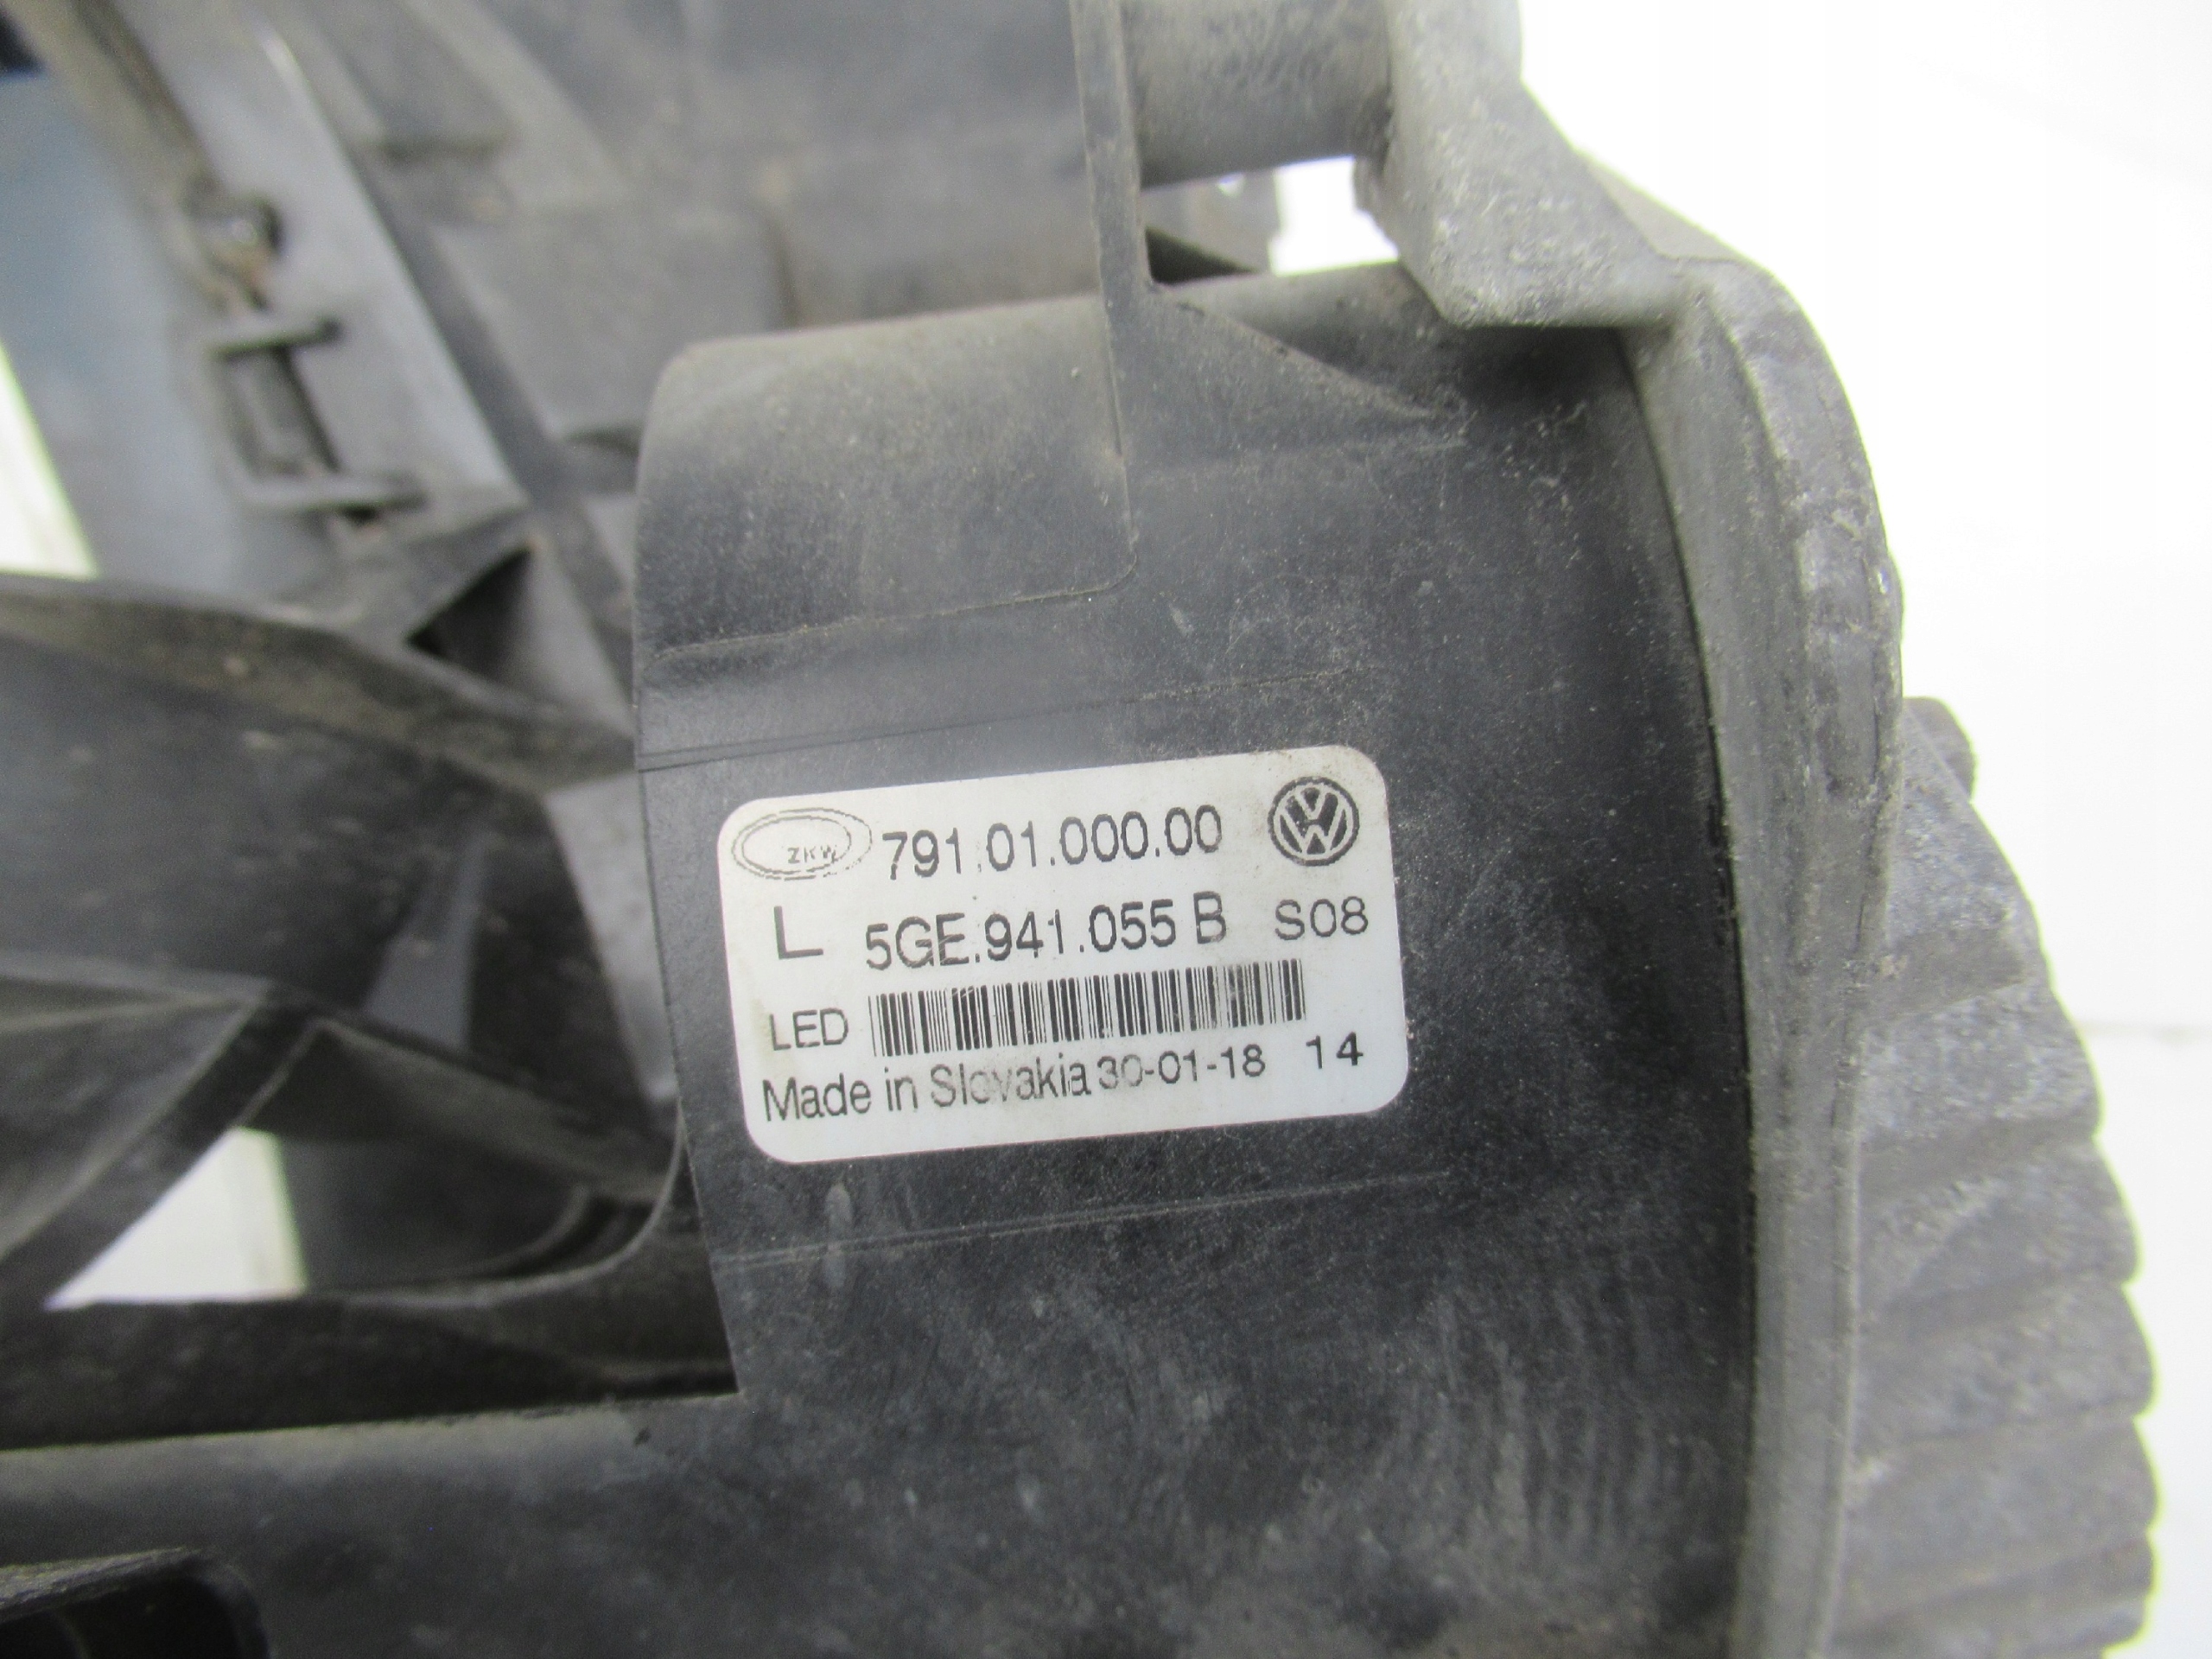 ZKW 791.01.000.00
L 5GE.941.055 B S08
LED
Made in Slovakia 30-01-18 14